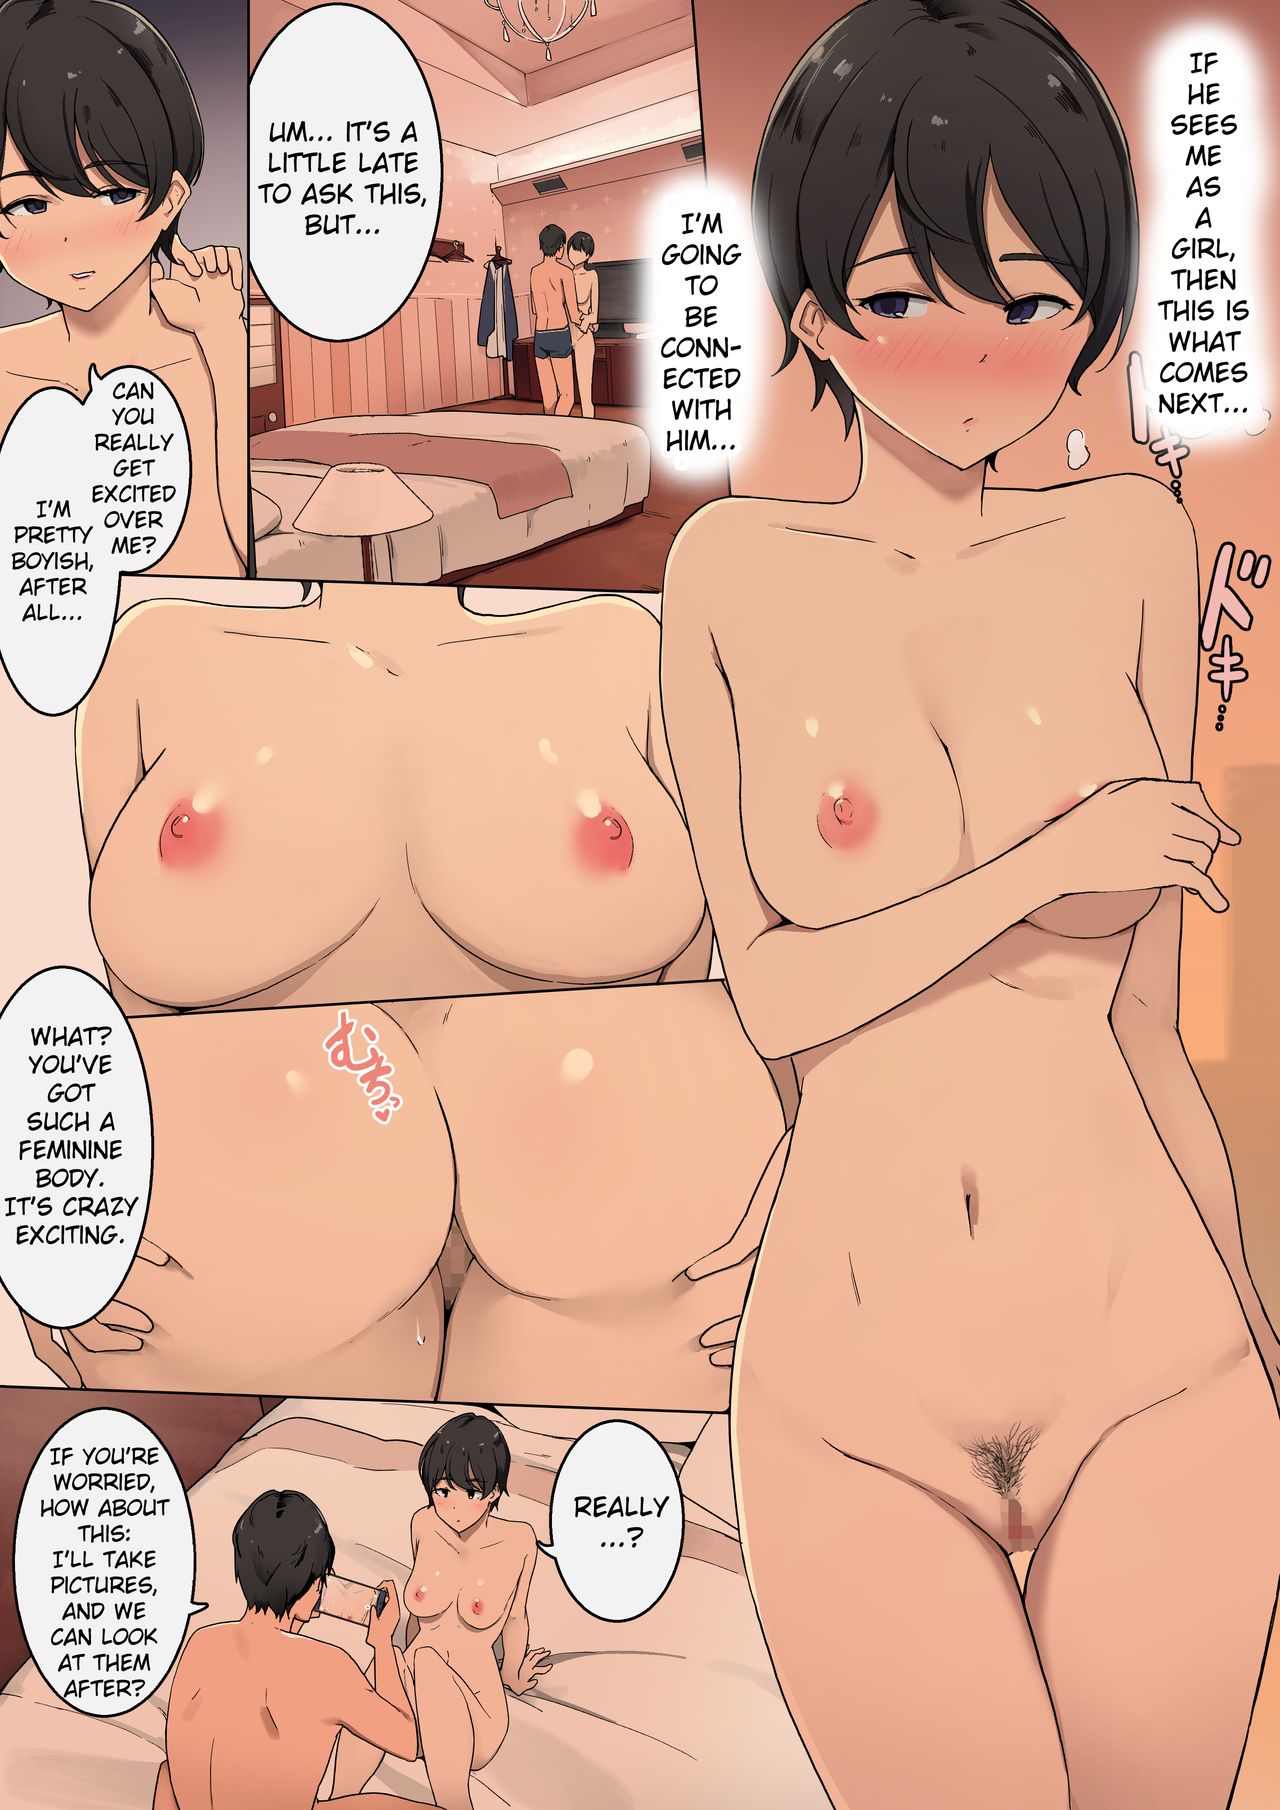 IF
HE
SEES
ME
AS
A
GIRL,
THEN
THIS IS
WHAT
COMES
NEXT...
I'M
GOING
TO
BE
CONN-
ECTED
WITH
HIM...
ドキ...
ドキ...
UM... IT'S A
LITTLE LATE
TO ASK THIS,
BUT...
CAN
YOU
REALLY
GET
EXCITED
OVER
ME?
I'M
PRETTY
BOYISH,
AFTER
ALL...
むちっ♥
WHAT?
YOU'VE
GOT
SUCH A
FEMININE
BODY.
IT'S CRAZY
EXCITING.
REALLY
...?
IF YOU'RE
WORRIED,
HOW ABOUT
THIS:
I'LL TAKE
PICTURES,
AND WE
CAN LOOK
AT THEM
AFTER?